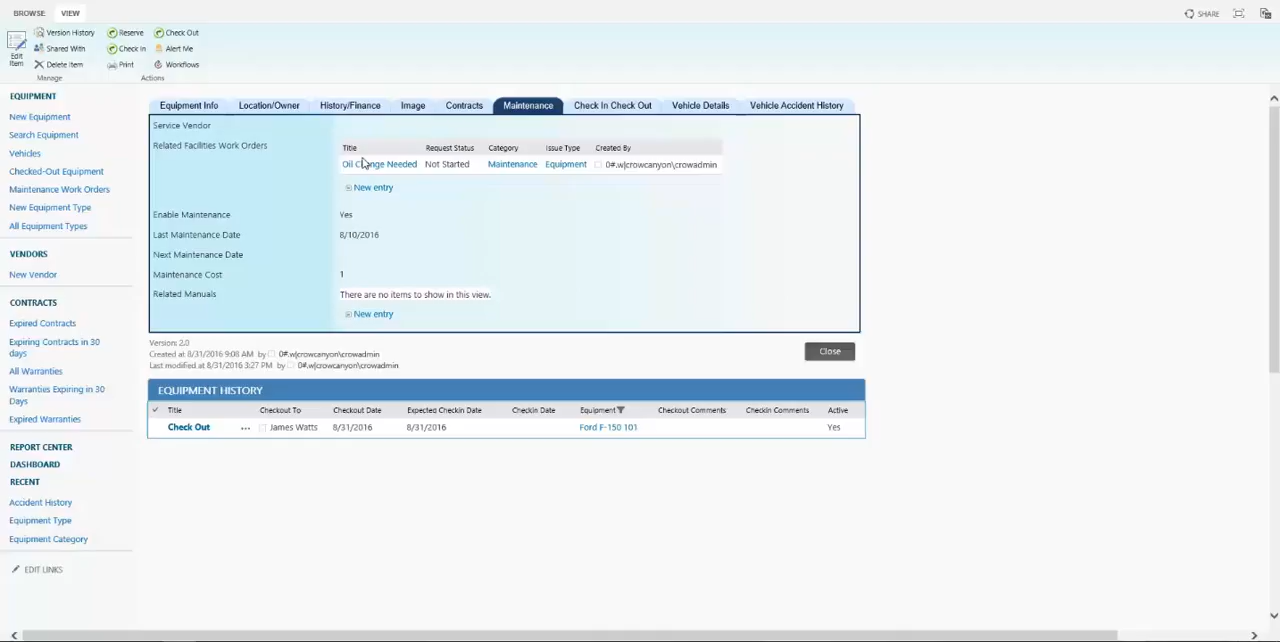 BROWSE VIEW
SHARE
Edit Item
Version History
Shared With
Delete Item
Manage
Reserve Check Out
Check In Alert Me
Print Workflows
Actions
EQUIPMENT
New Equipment
Search Equipment
Vehicles
Checked-Out Equipment
Maintenance Work Orders
New Equipment Type
All Equipment Types
VENDORS
New Vendor
CONTRACTS
Expired Contracts
Expiring Contracts in 30
days
All Warranties
Warranties Expiring in 30
Days
Expired Warranties
REPORT CENTER
DASHBOARD
RECENT
Accident History
Equipment Type
Equipment Category
EDIT LINKS
Equipment Info Location/Owner History/Finance Image Contracts Maintenance Check In Check Out Vehicle Details Vehicle Accident History
Service Vendor
Related Facilities Work Orders
Title Request Status Category Issue Type Created By
Oil Change Needed Not Started Maintenance Equipment 0#.w|crowcanyon\crowadmin
New entry
Enable Maintenance Yes
Last Maintenance Date 8/10/2016
Next Maintenance Date
Maintenance Cost 1
Related Manuals There are no items to show in this view.
New entry
Version: 2.0
Created at 8/31/2016 9:08 AM by 0#.w|crowcanyon\crowadmin
Last modified at 8/31/2016 3:27 PM by 0#.w|crowcanyon\crowadmin
Close
EQUIPMENT HISTORY
Title Checkout To Checkout Date Expected Checkin Date Checkin Date Equipment Checkout Comments Checkin Comments Active
Check Out ... James Watts 8/31/2016 8/31/2016 Ford F-150 101 Yes